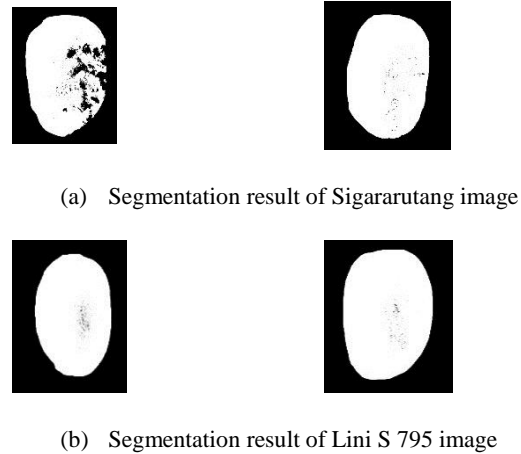 (a) Segmentation result of Sigararutang image
(b) Segmentation result of Lini S 795 image